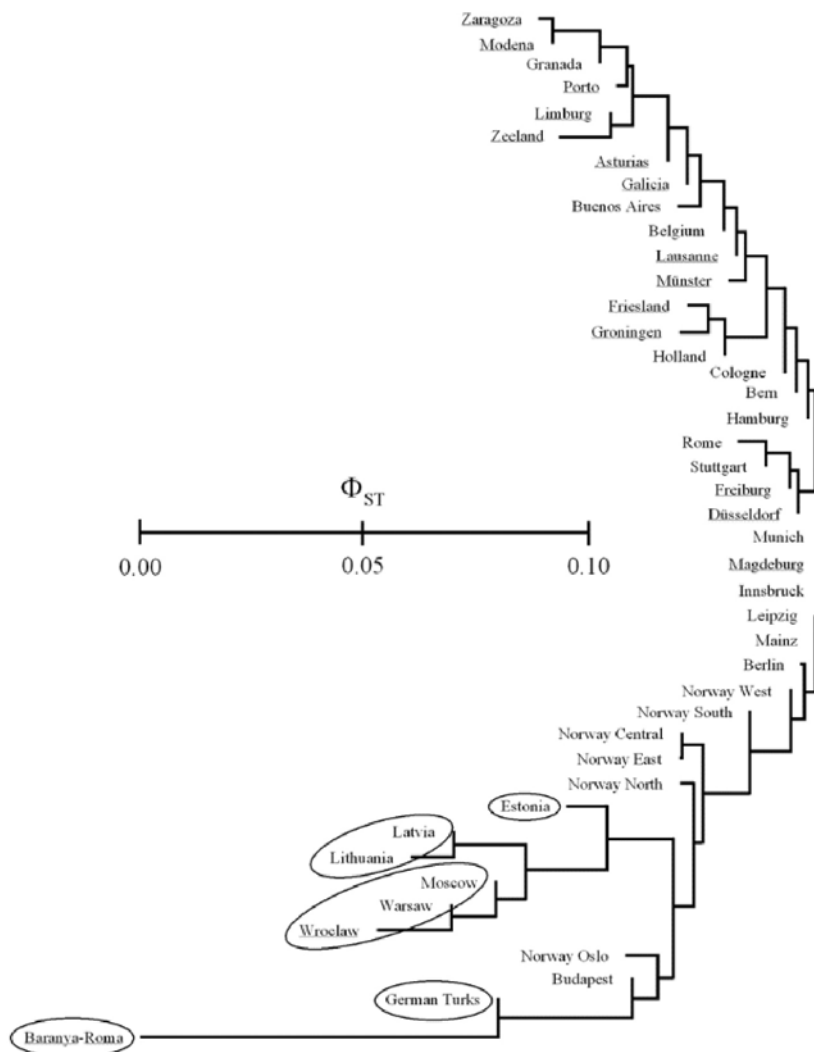 Zaragoza
Modena
Granada
Porto
Limburg
Zeeland
Asturias
Galicia
Buenos Aires
Belgium
Lausanne
Münster
Friesland
Groningen
Holland
Cologne
Bern
Hamburg
Rome
Stuttgart
Freiburg
Φ_ST
Düsseldorf
Munich
0.00 0.05 0.10
Magdeburg
Innsbruck
Leipzig
Mainz
Berlin
Norway West
Norway South
Norway Central
Norway East
Norway North
Estonia
Latvia
Lithuania
Moscow
Warsaw
Wroclaw
Norway Oslo
Budapest
German Turks
Baranya-Roma